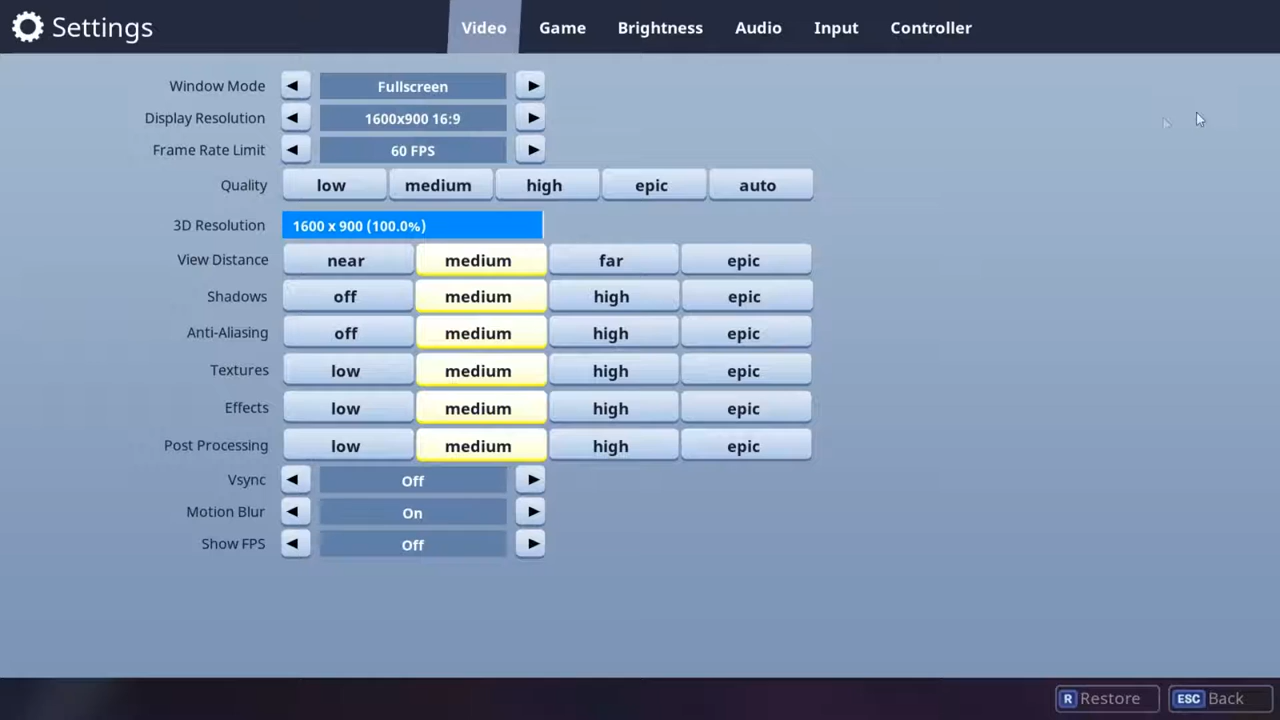 Settings Video Game Brightness Audio Input Controller
Window Mode Fullscreen
Display Resolution 1600x900 16:9
Frame Rate Limit 60 FPS
Quality low medium high epic auto
3D Resolution 1600 x 900 (100.0%)
View Distance near medium far epic
Shadows off medium high epic
Anti-Aliasing off medium high epic
Textures low medium high epic
Effects low medium high epic
Post Processing low medium high epic
Vsync Off
Motion Blur On
Show FPS Off
R Restore ESC Back